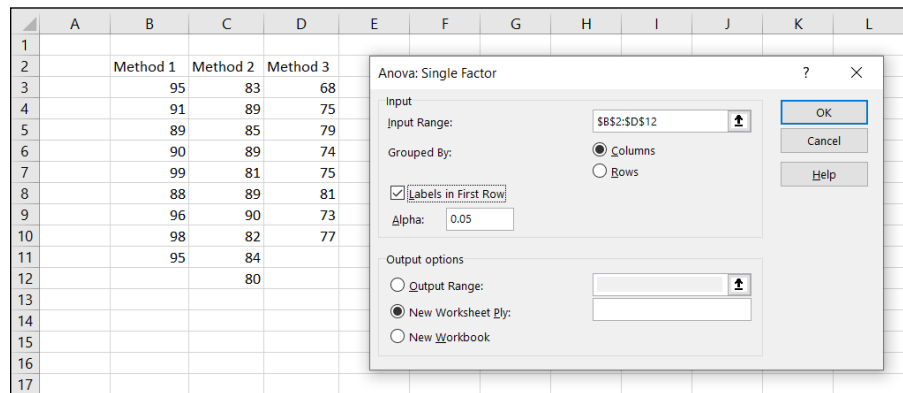 A B C D E F G H I J K L
1
2 Method 1 Method 2 Method 3
3 95 83 68
4 91 89 75
5 89 85 79
6 90 89 74
7 99 81 75
8 88 89 81
9 96 90 73
10 98 82 77
11 95 84
12 80
13
14
15
16
17
Anova: Single Factor ? ×
Input
Input Range: $B$2:$D$12
Grouped By: Columns
Rows
Labels in First Row
Alpha: 0.05
OK
Cancel
Help
Output options
Output Range:
New Worksheet Ply:
New Workbook